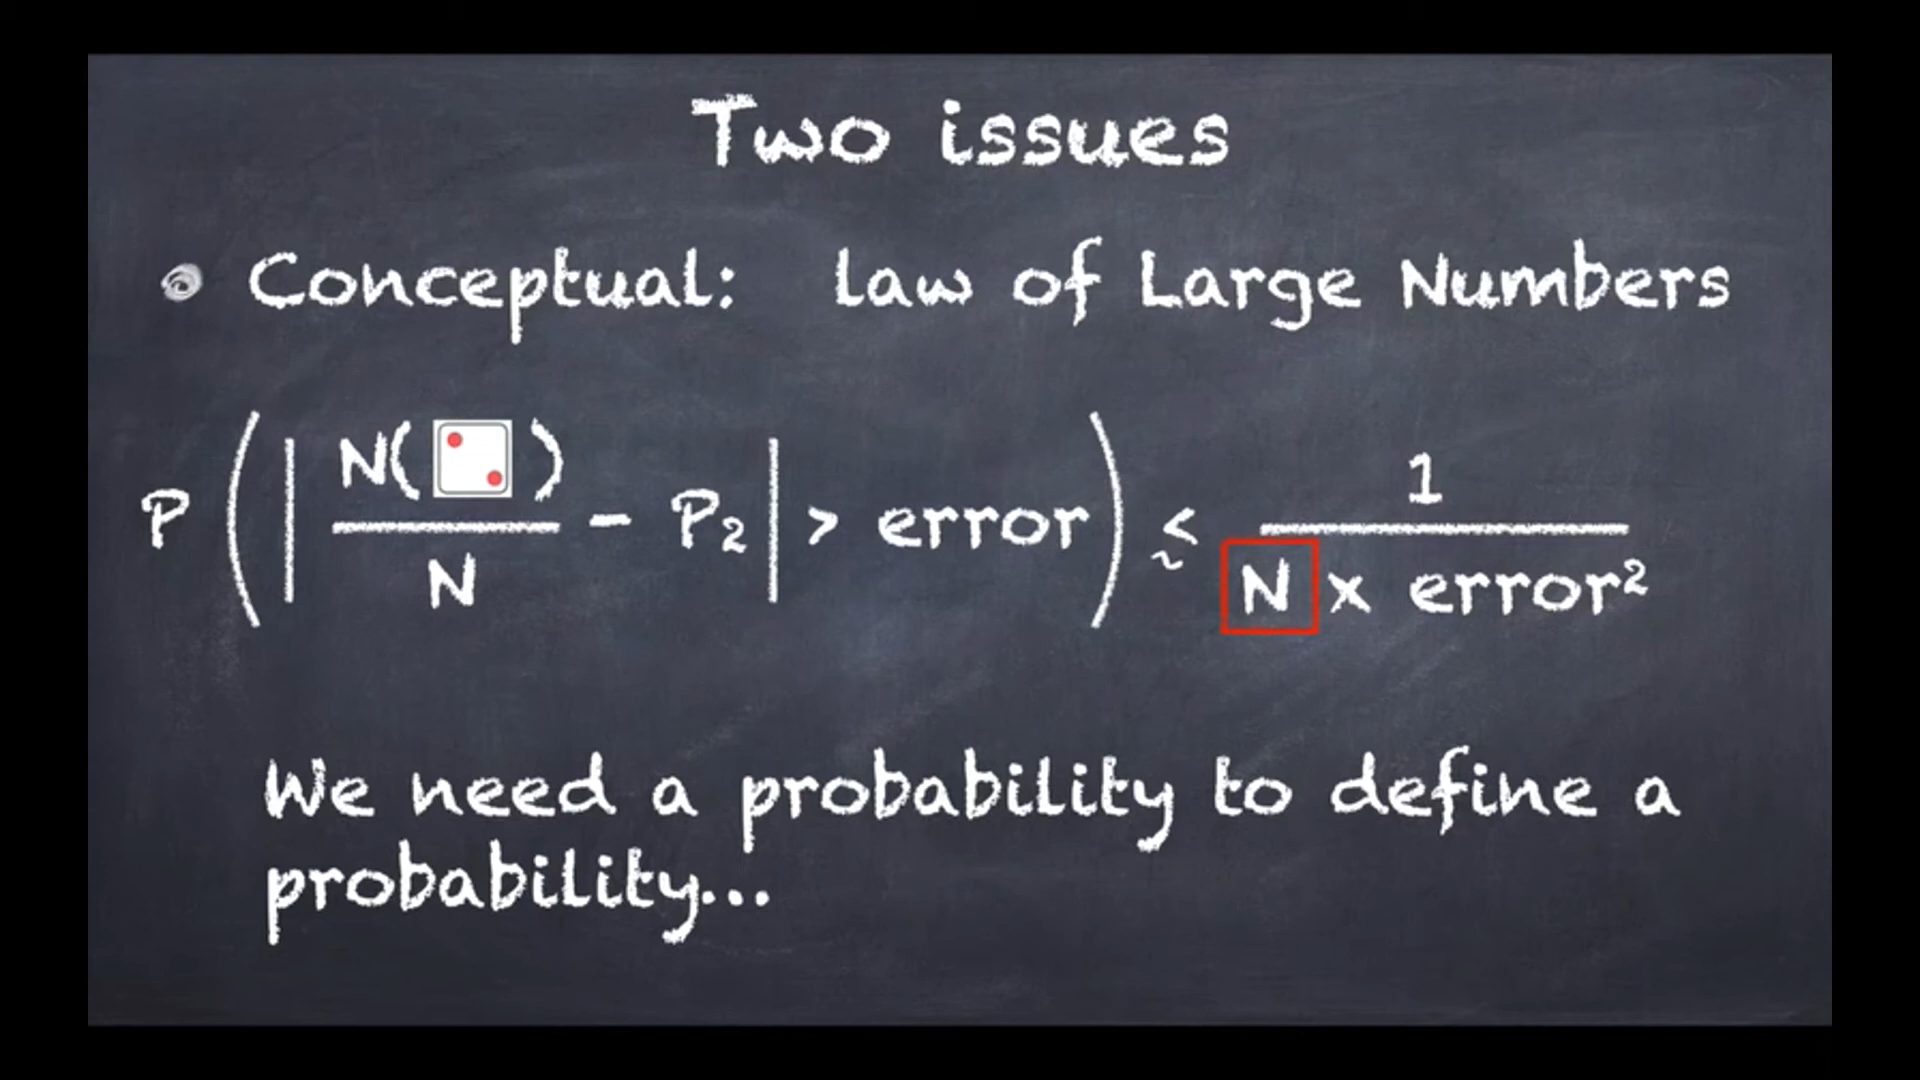 Two issues
Conceptual: law of Large Numbers
P ( | N( ) / N - P₂ | > error ) ≲ 1 / N x error²
We need a probability to define a
probability...